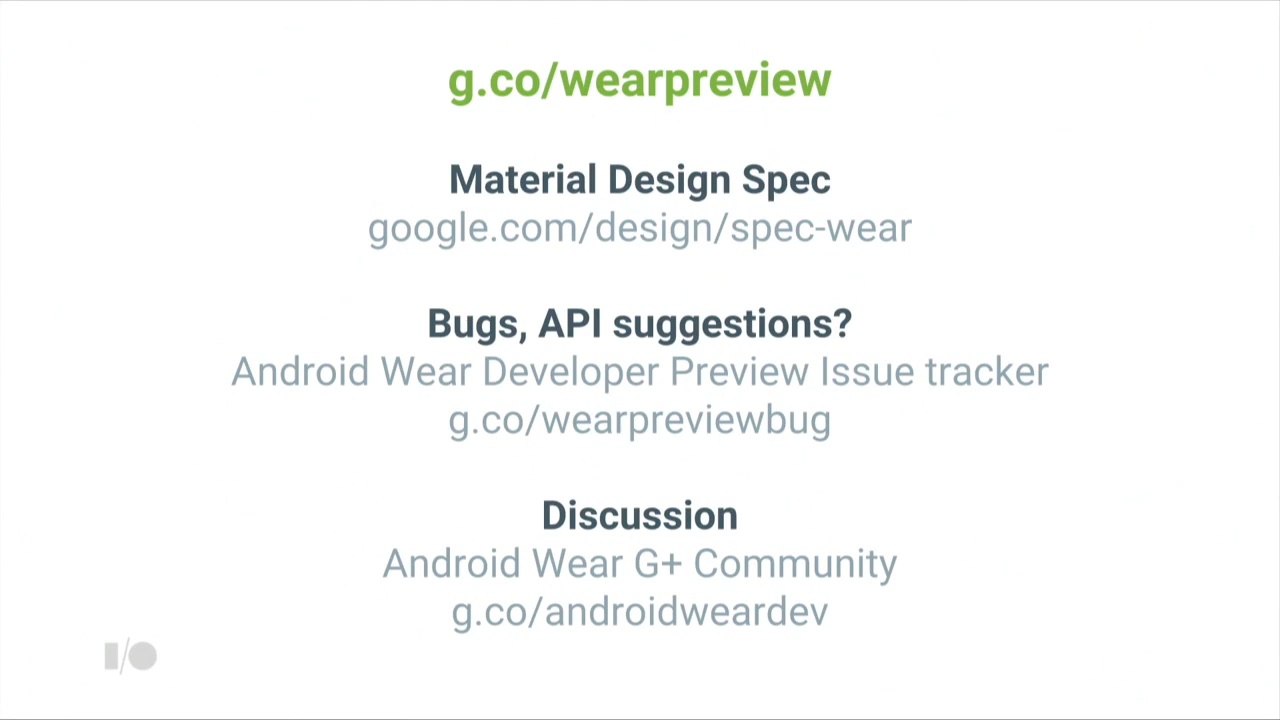 g.co/wearpreview
Material Design Spec
google.com/design/spec-wear
Bugs, API suggestions?
Android Wear Developer Preview Issue tracker
g.co/wearpreviewbug
Discussion
Android Wear G+ Community
g.co/androidweardev
I/O